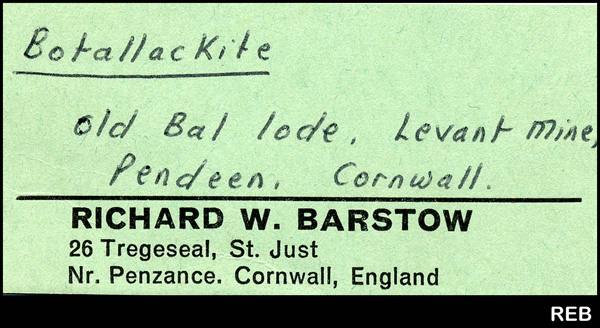 Botallackite
old Bal lode, Levant mine,
Pendeen. Cornwall.
RICHARD W. BARSTOW
26 Tregeseal, St. Just
Nr. Penzance. Cornwall, England
REB